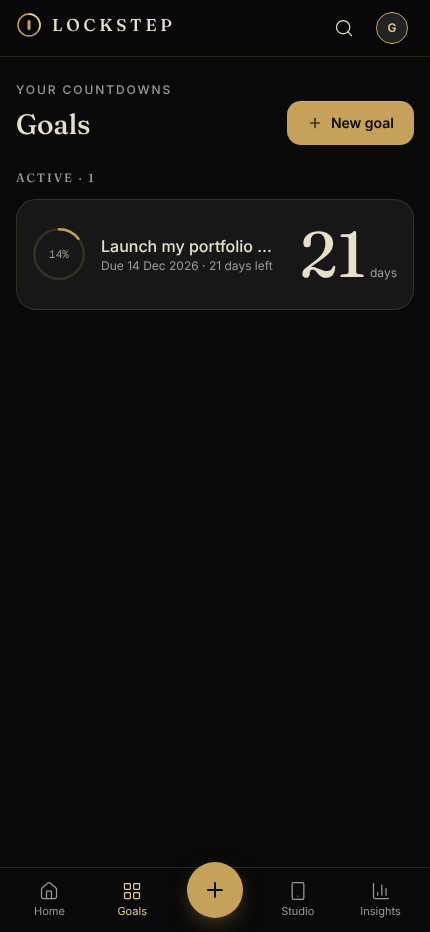 LOCKSTEP
G
YOUR COUNTDOWNS
Goals
+ New goal
ACTIVE · 1
14%
Launch my portfolio ...
Due 14 Dec 2026 · 21 days left
21 days
Home
Goals
Studio
Insights